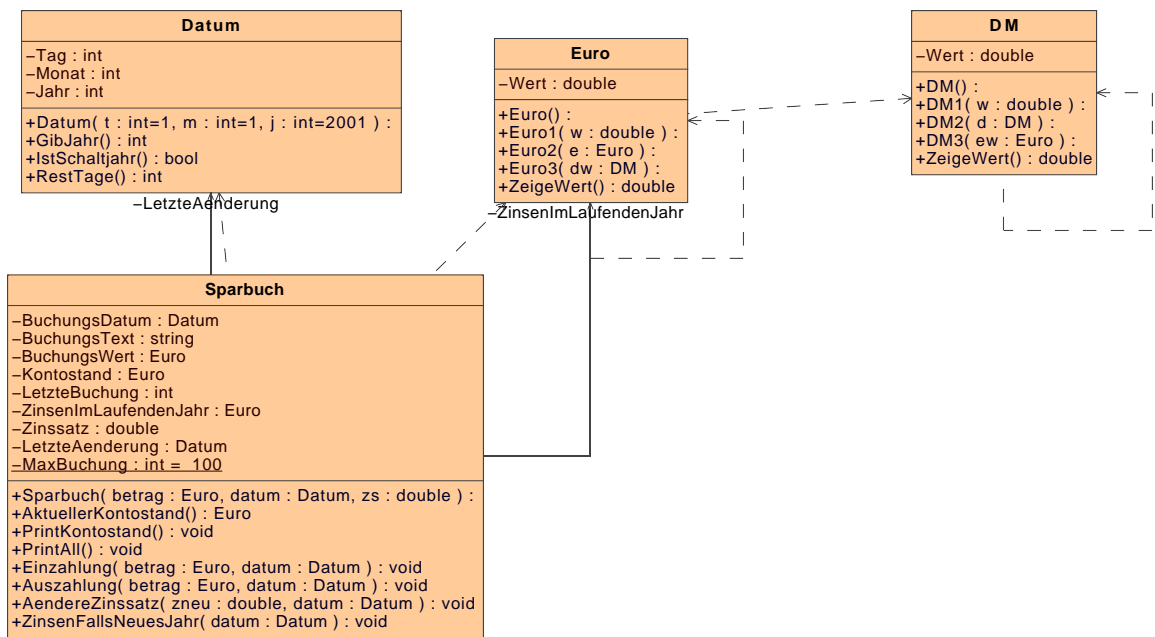 Datum
–Tag : int
–Monat : int
–Jahr : int
+Datum( t : int=1, m : int=1, j : int=2001 ) :
+GibJahr() : int
+IstSchaltjahr() : bool
+RestTage() : int
–LetzteAenderung
Euro
–Wert : double
+Euro() :
+Euro1( w : double ) :
+Euro2( e : Euro ) :
+Euro3( dw : DM ) :
+ZeigeWert() : double
–ZinsenImLaufendenJahr
DM
–Wert : double
+DM() :
+DM1( w : double ) :
+DM2( d : DM )
+DM3( ew : Euro ) :
+ZeigeWert() : double
Sparbuch
–BuchungsDatum : Datum
–BuchungsText : string
–BuchungsWert : Euro
–Kontostand : Euro
–LetzteBuchung : int
–ZinsenImLaufendenJahr : Euro
–Zinssatz : double
–LetzteAenderung : Datum
–MaxBuchung : int = 100
+Sparbuch( betrag : Euro, datum : Datum, zs : double ) :
+AktuellerKontostand() : Euro
+PrintKontostand() : void
+PrintAll() : void
+Einzahlung( betrag : Euro, datum : Datum ) : void
+Auszahlung( betrag : Euro, datum : Datum ) : void
+AendereZinssatz( zneu : double, datum : Datum ) : void
+ZinsenFallsNeuesJahr( datum : Datum ) : void